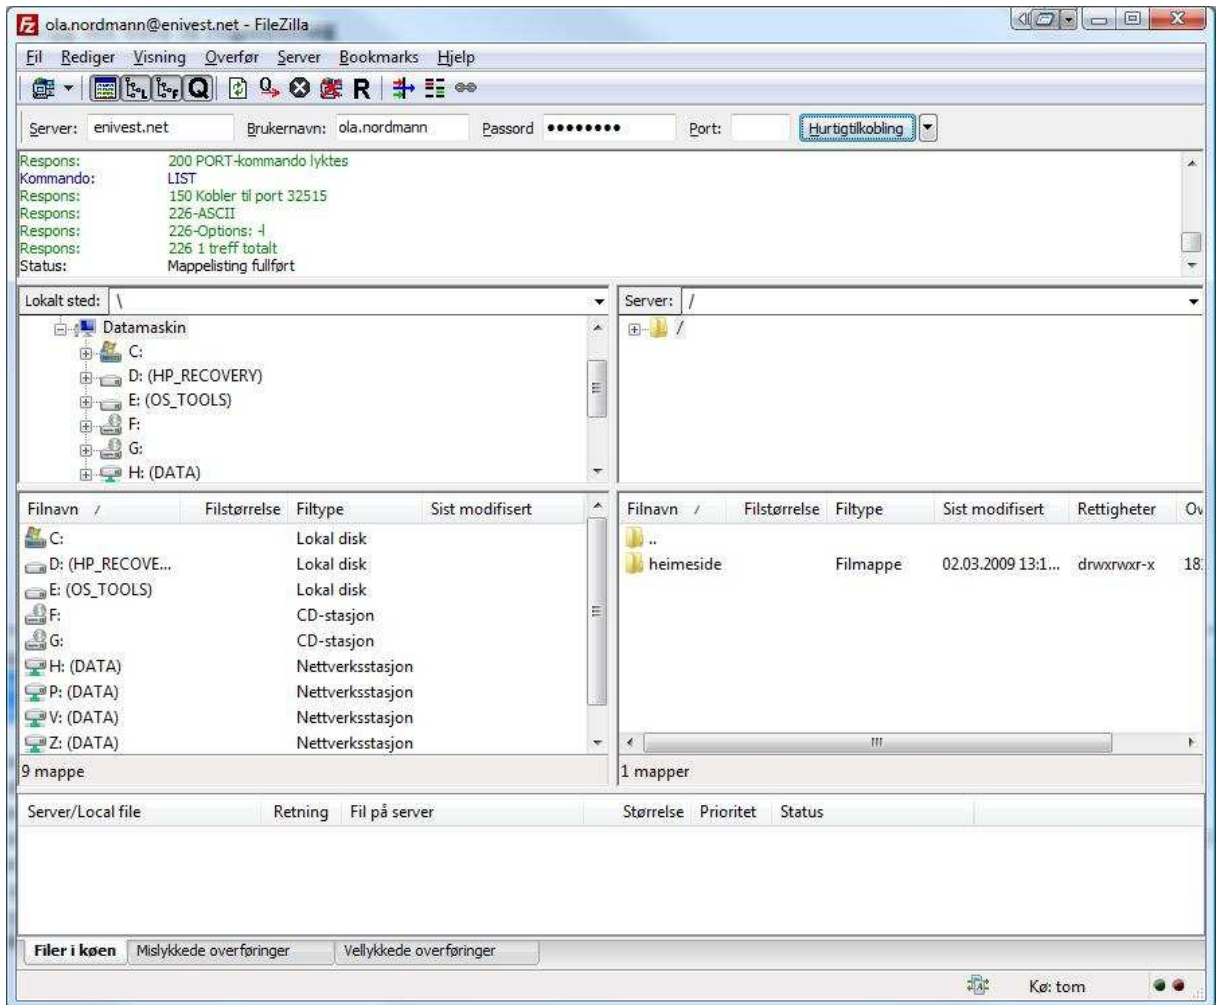 ola.nordmann@enivest.net - FileZilla
Fil Rediger Visning Overfør Server Bookmarks Hjelp
Server: enivest.net Brukernavn: ola.nordmann Passord ●●●●●●●● Port: Hurtigtilkobling
Respons: 200 PORT-kommando lyktes
Kommando: LIST
Respons: 150 Kobler til port 32515
Respons: 226-ASCII
Respons: 226-Options: -l
Respons: 226 1 treff totalt
Status: Mappelisting fullført
Lokalt sted: \
Datamaskin
C:
D: (HP_RECOVERY)
E: (OS_TOOLS)
F:
G:
H: (DATA)
Server: /
/
Filnavn / Filstørrelse Filtype Sist modifisert
C: Lokal disk
D: (HP_RECOVE... Lokal disk
E: (OS_TOOLS) Lokal disk
F: CD-stasjon
G: CD-stasjon
H: (DATA) Nettverksstasjon
P: (DATA) Nettverksstasjon
V: (DATA) Nettverksstasjon
Z: (DATA) Nettverksstasjon
9 mappe
Filnavn / Filstørrelse Filtype Sist modifisert Rettigheter Ov
..
heimeside Filmappe 02.03.2009 13:1... drwxrwxr-x 18
1 mapper
Server/Local file Retning Fil på server Størrelse Prioritet Status
Filer i køen Mislykkede overføringer Vellykkede overføringer
Kø: tom